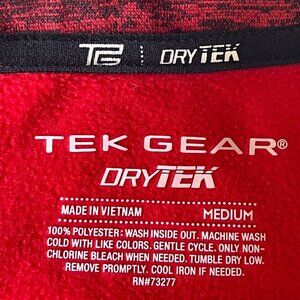 TG DRYTEK
TEK GEAR®
DRYTEK
MADE IN VIETNAM MEDIUM
100% POLYESTER: WASH INSIDE OUT. MACHINE WASH
COLD WITH LIKE COLORS. GENTLE CYCLE. ONLY NON-
CHLORINE BLEACH WHEN NEEDED. TUMBLE DRY LOW.
REMOVE PROMPTLY. COOL IRON IF NEEDED.
RN#73277